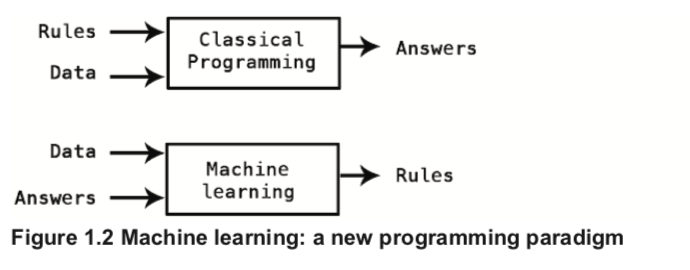 Rules
Data
Classical
Programming
Answers
Data
Answers
Machine
learning
Rules
Figure 1.2 Machine learning: a new programming paradigm